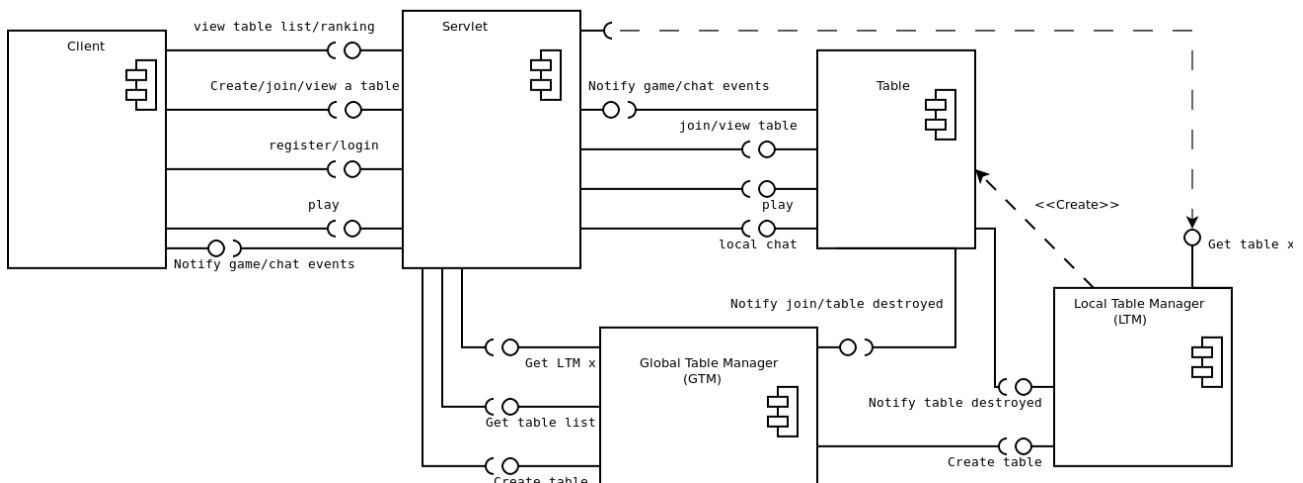 view table list/ranking
Servlet
Client
Create/join/view a table
Notify game/chat events
Table
join/view table
register/login
play
play
<<Create>>
local chat
Get table x
Notify game/chat events
Notify join/table destroyed
Local Table Manager
(LTM)
Get LTM x
Global Table Manager
(GTM)
Notify table destroyed
Get table list
Create table
Create table